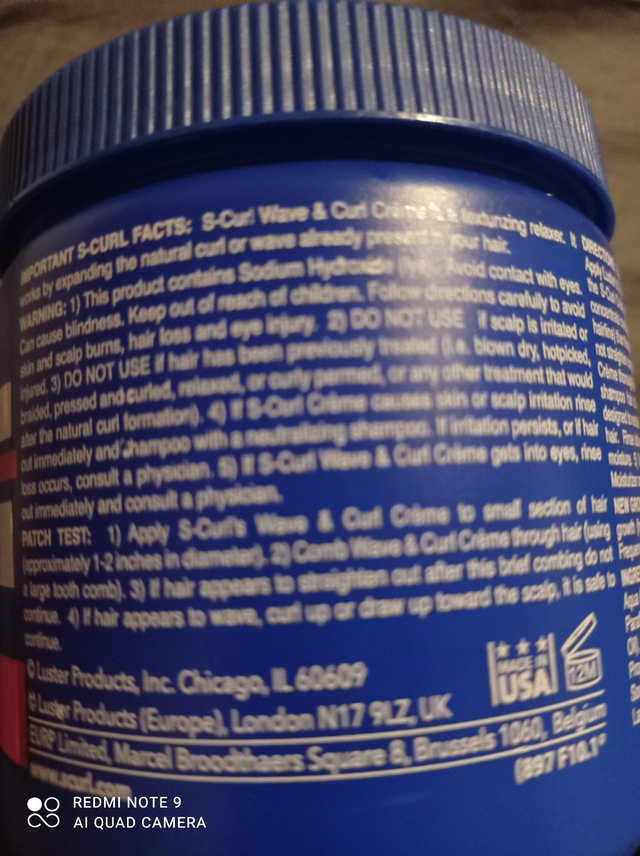 IMPORTANT S-CURL FACTS: S-Curl Wave & Curl Crème is a texturizing relaxer. It
works by expanding the natural curl or wave already present in your hair.
WARNING: 1) This product contains Sodium Hydroxide (lye). Avoid contact with eyes.
Can cause blindness. Keep out of reach of children. Follow directions carefully to avoid
skin and scalp burns, hair loss and eye injury. 2) DO NOT USE if scalp is irritated or
injured. 3) DO NOT USE if hair has been previously treated (i.e. blown dry, hotpicked,
braided, pressed and curled, relaxed, or curly permed, or any other treatment that would
alter the natural curl formation). 4) If S-Curl Crème causes skin or scalp irritation rinse
out immediately and shampoo with a neutralizing shampoo. If irritation persists, or if hair
loss occurs, consult a physician. 5) If S-Curl Wave & Curl Crème gets into eyes, rinse
out immediately and consult a physician.
PATCH TEST: 1) Apply S-Curl's Wave & Curl Crème to small section of hair
(approximately 1-2 inches in diameter). 2) Comb Wave & Curl Crème through hair (using
a large tooth comb). 3) If hair appears to straighten out after this brief combing do not
continue. 4) If hair appears to wave, curl up or draw up toward the scalp, it is safe to
continue.
© Luster Products, Inc. Chicago, IL 60609
© Luster Products (Europe), London N17 9LZ, UK
EURP Limited, Marcel Broodthaers Square 8, Brussels 1060, Belgium
www.scurl.com
(897 F10.1"
MADE IN
USA
12M
REDMI NOTE 9
AI QUAD CAMERA